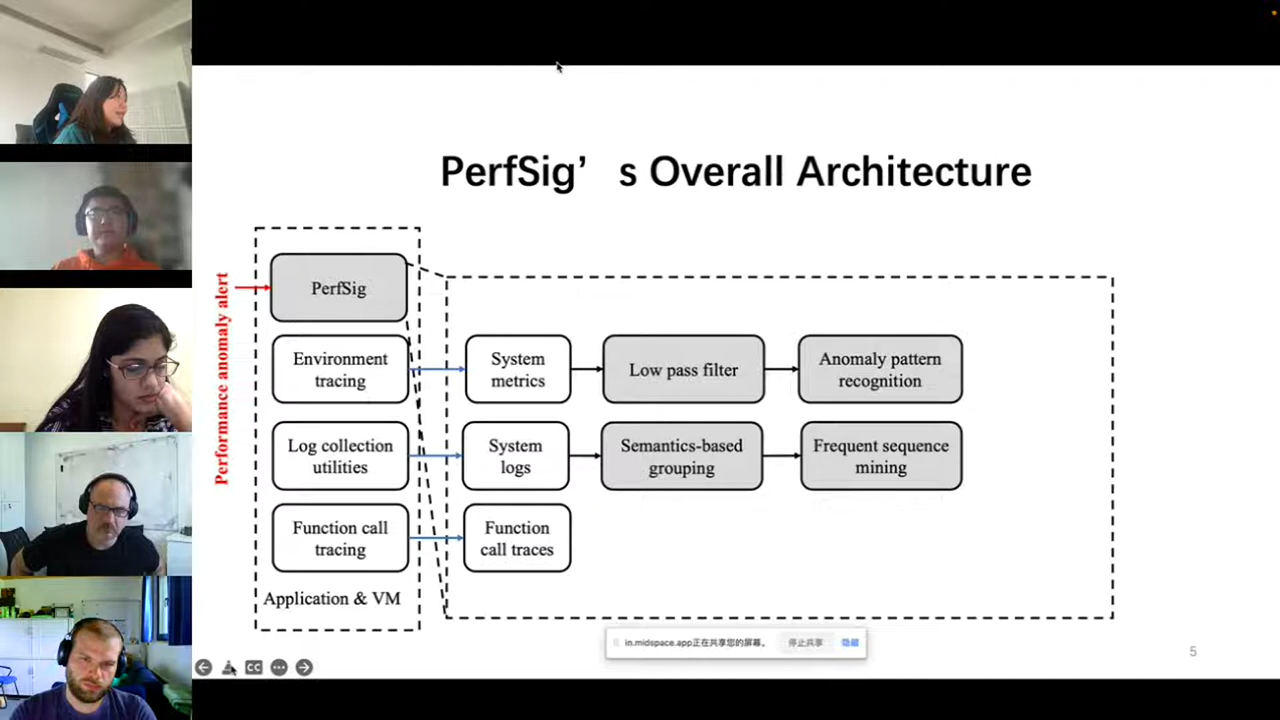 PerfSig’ s Overall Architecture
Performance anomaly alert
PerfSig
Environment
tracing
System
metrics
Low pass filter
Anomaly pattern
recognition
Log collection
utilities
System
logs
Semantics-based
grouping
Frequent sequence
mining
Function call
tracing
Function
call traces
Application & VM
in.midspace.app正在共享您的屏幕。
停止共享
隐藏
CC
5